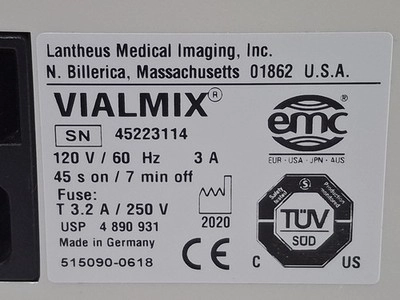 Lantheus Medical Imaging, Inc.
N. Billerica, Massachusetts 01862 U.S.A.
VIALMIX®
SN 45223114
emc
120 V / 60 Hz 3 A
EUR · USA · JPN · AUS
45 s on / 7 min off
Fuse:
T 3.2 A / 250 V
2020
Safety tested
Production monitored
S
TÜV
SÜD
USP 4 890 931
Made in Germany
CE
515090-0618
C US